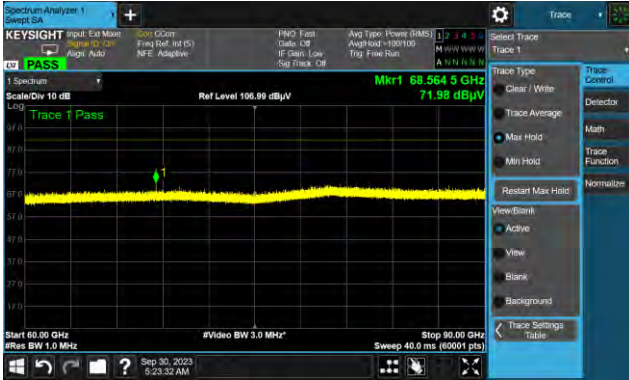 Spectrum Analyzer 1
Swept SA
KEYSIGHT
Input: Ext Mixer
Align: Auto
Corr CCorr
Freq Ref: Int (S)
NFE: Adaptive
PNO: Fast
Gate: Off
IF Gain: Low
Sig Track: Off
Avg Type: Power (RMS)
Avg|Hold:>100/100
Trig: Free Run
1 2 3 4 5 6
M W W W W W
A N N N N N
PASS
1 Spectrum
Scale/Div 10 dB
Ref Level 106.99 dBµV
Mkr1 68.564 5 GHz
71.98 dBµV
Log
Trace 1 Pass
97.0
87.0
77.0
67.0
57.0
47.0
37.0
27.0
17.0
1
Start 60.00 GHz
#Res BW 1.0 MHz
#Video BW 3.0 MHz*
Stop 90.00 GHz
Sweep 40.0 ms (60001 pts)
Sep 30, 2023
5:23:32 AM
Trace
Select Trace
Trace 1
Trace Type
Clear / Write
Trace Average
Max Hold
Min Hold
Restart Max Hold
View/Blank
Active
View
Blank
Background
Trace Settings
Table
Trace
Control
Detector
Math
Trace
Function
Normalize